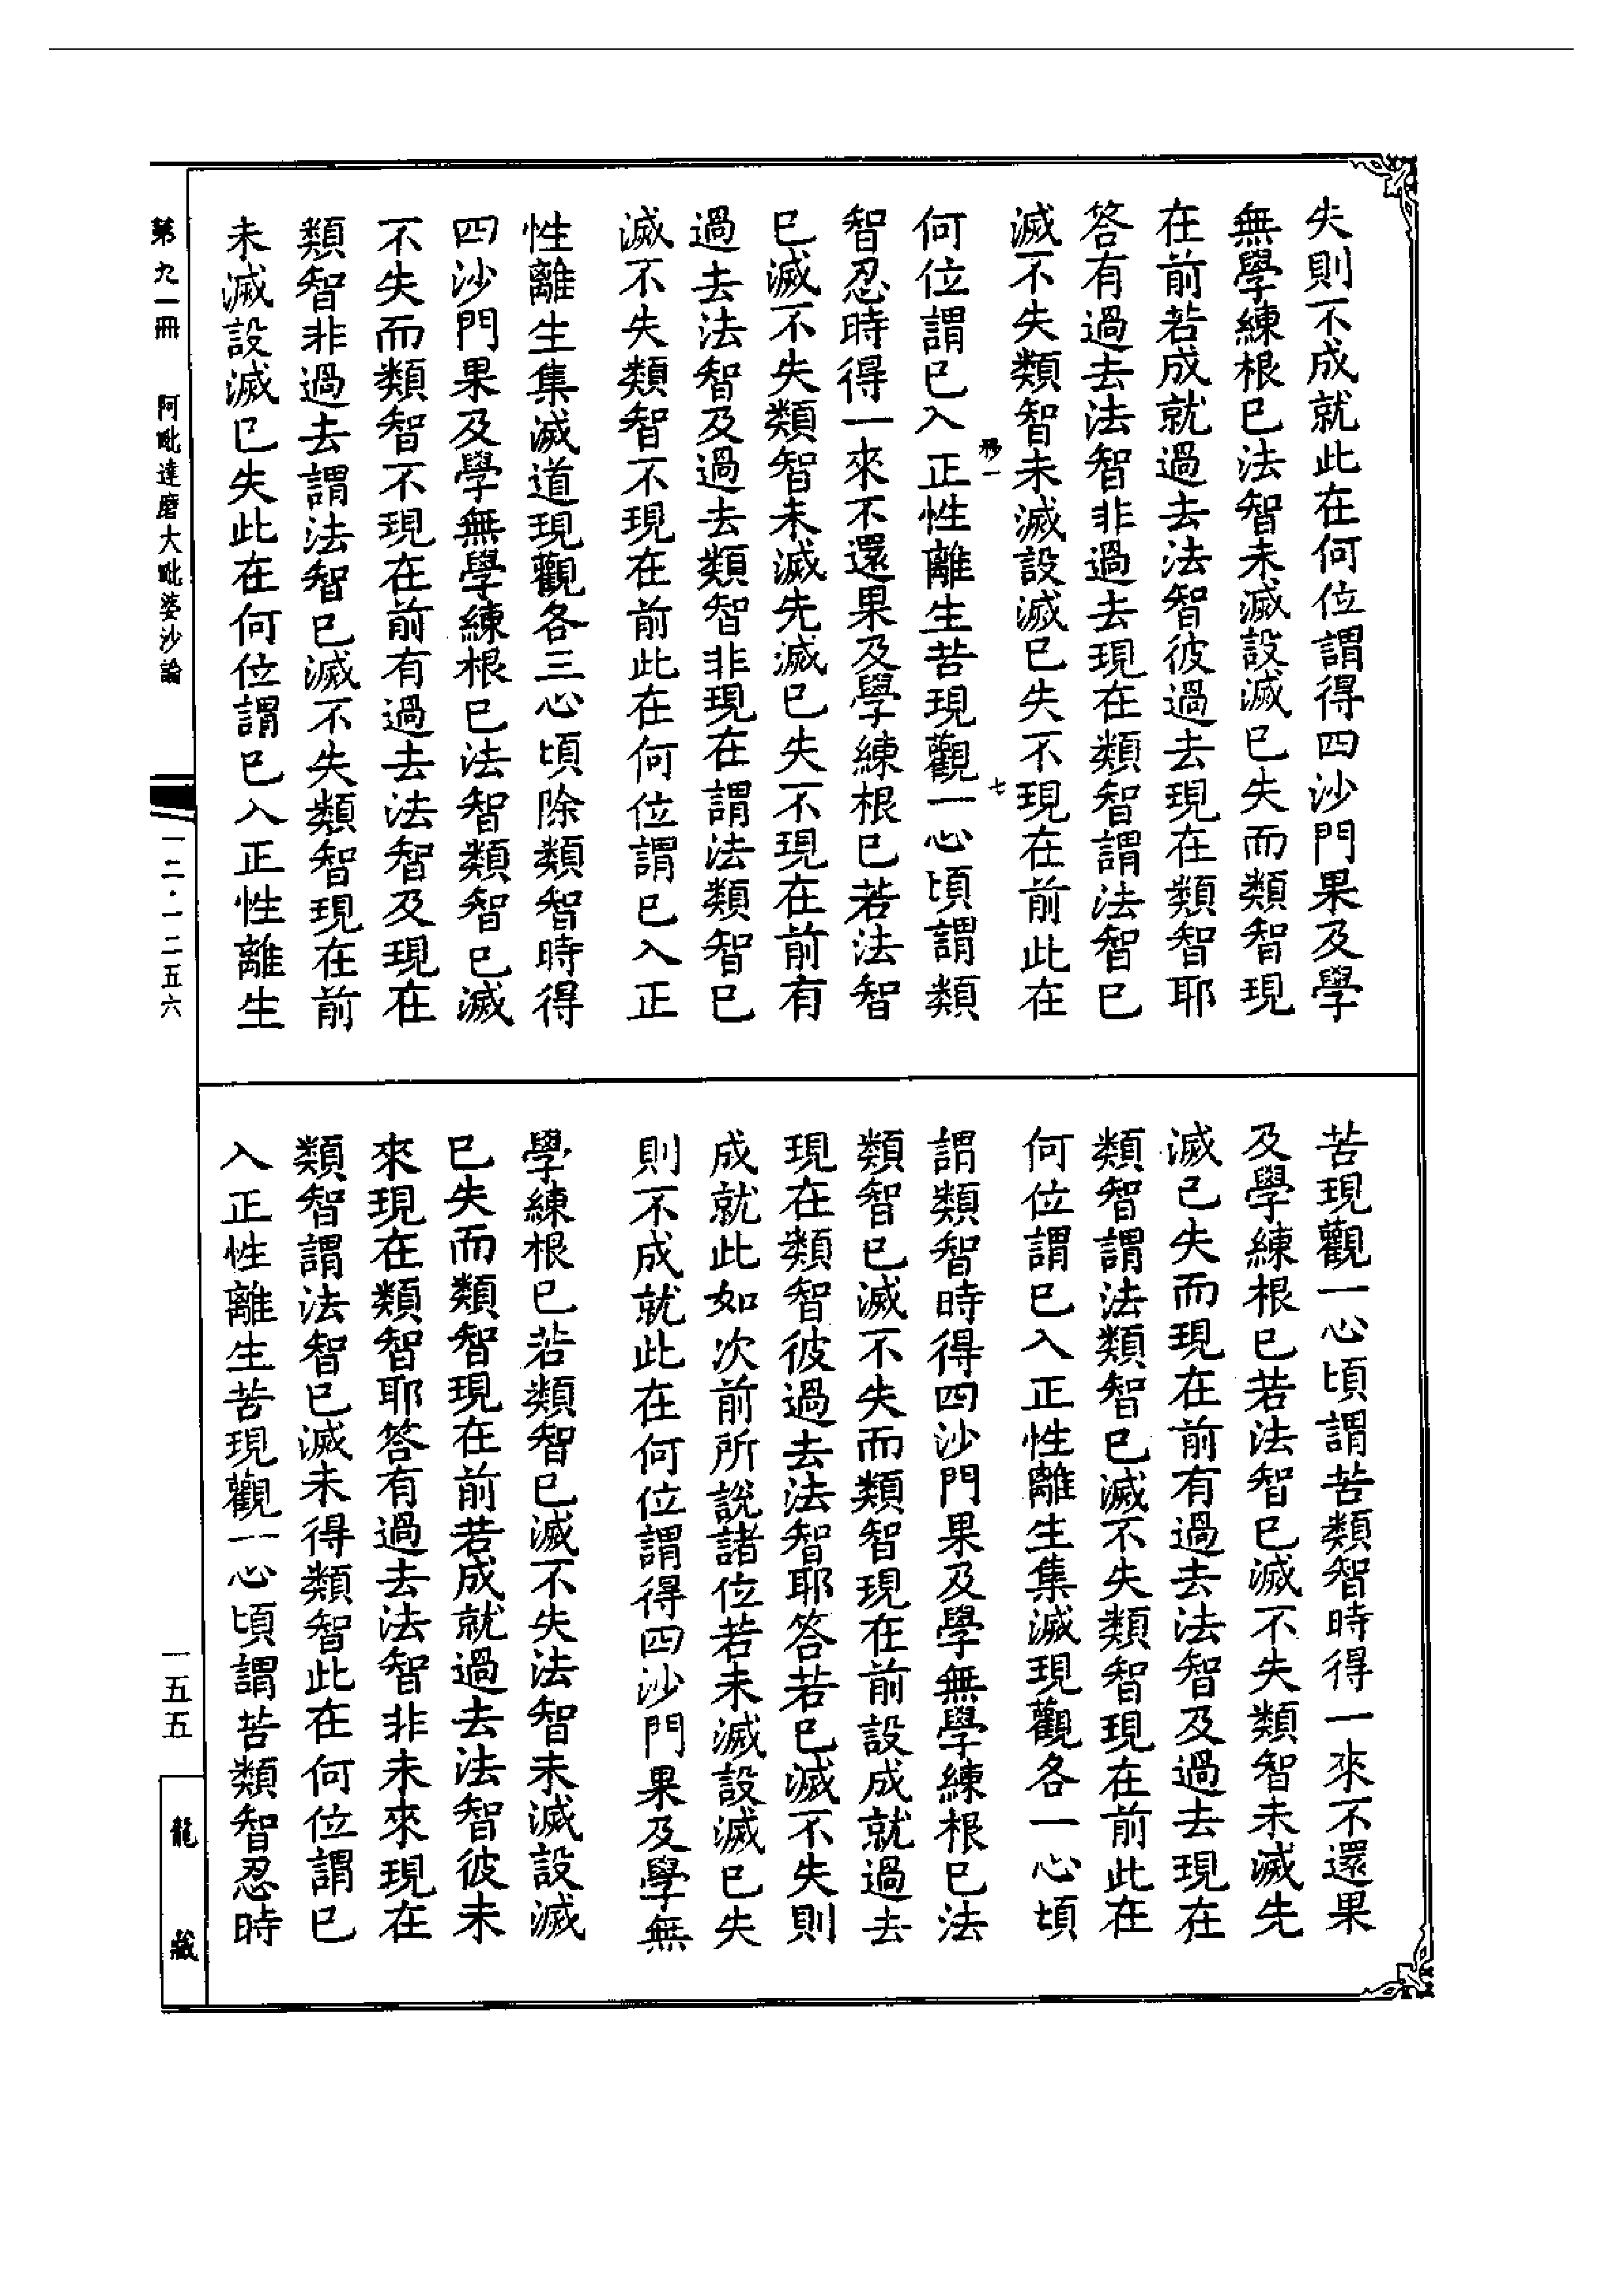 失則不成就此在何位謂得四沙門果及學
無學練根已法智未滅設滅已失而類智現
在前若成就過去法智彼過去現在類智耶
答有過去法智非過去現在類智謂法智已
滅不失類智未滅設滅已失不現在前此在
移一
七
何位謂已入正性離生苦現觀一心頃謂類
智忍時得一來不還果及學練根已若法智
已滅不失類智未滅先滅已失不現在前有
過去法智及過去類智非現在謂法類智已
滅不失類智不現在前此在何位謂已入正
性離生集滅道現觀各三心頃除類智時得
四沙門果及學無學練根已法智類智已滅
不失而類智不現在前有過去法智及現在
類智非過去謂法智已滅不失類智現在前
未滅設滅已失此在何位謂已入正性離生
苦現觀一心頃謂苦類智時得一來不還果
及學練根已若法智已滅不失類智未滅先
滅已失而現在前有過去法智及過去現在
類智謂法類智已滅不失類智現在前此在
何位謂已入正性離生集滅現觀各一心頃
謂類智時得四沙門果及學無學練根已法
類智已滅不失而類智現在前設成就過去
現在類智彼過去法智耶答若已滅不失則
成就此如次前所說諸位若未滅設滅已失
則不成就此在何位謂得四沙門果及學無
學練根已若類智已滅不失法智未滅設滅
已失而類智現在前若成就過去法智彼未
來現在類智耶答有過去法智非未來現在
類智謂法智已滅未得類智此在何位謂已
入正性離生苦現觀一心頃謂苦類智忍時
第九一冊 阿毗達磨大毗婆沙論
一二·一二五六
一五五
龍藏